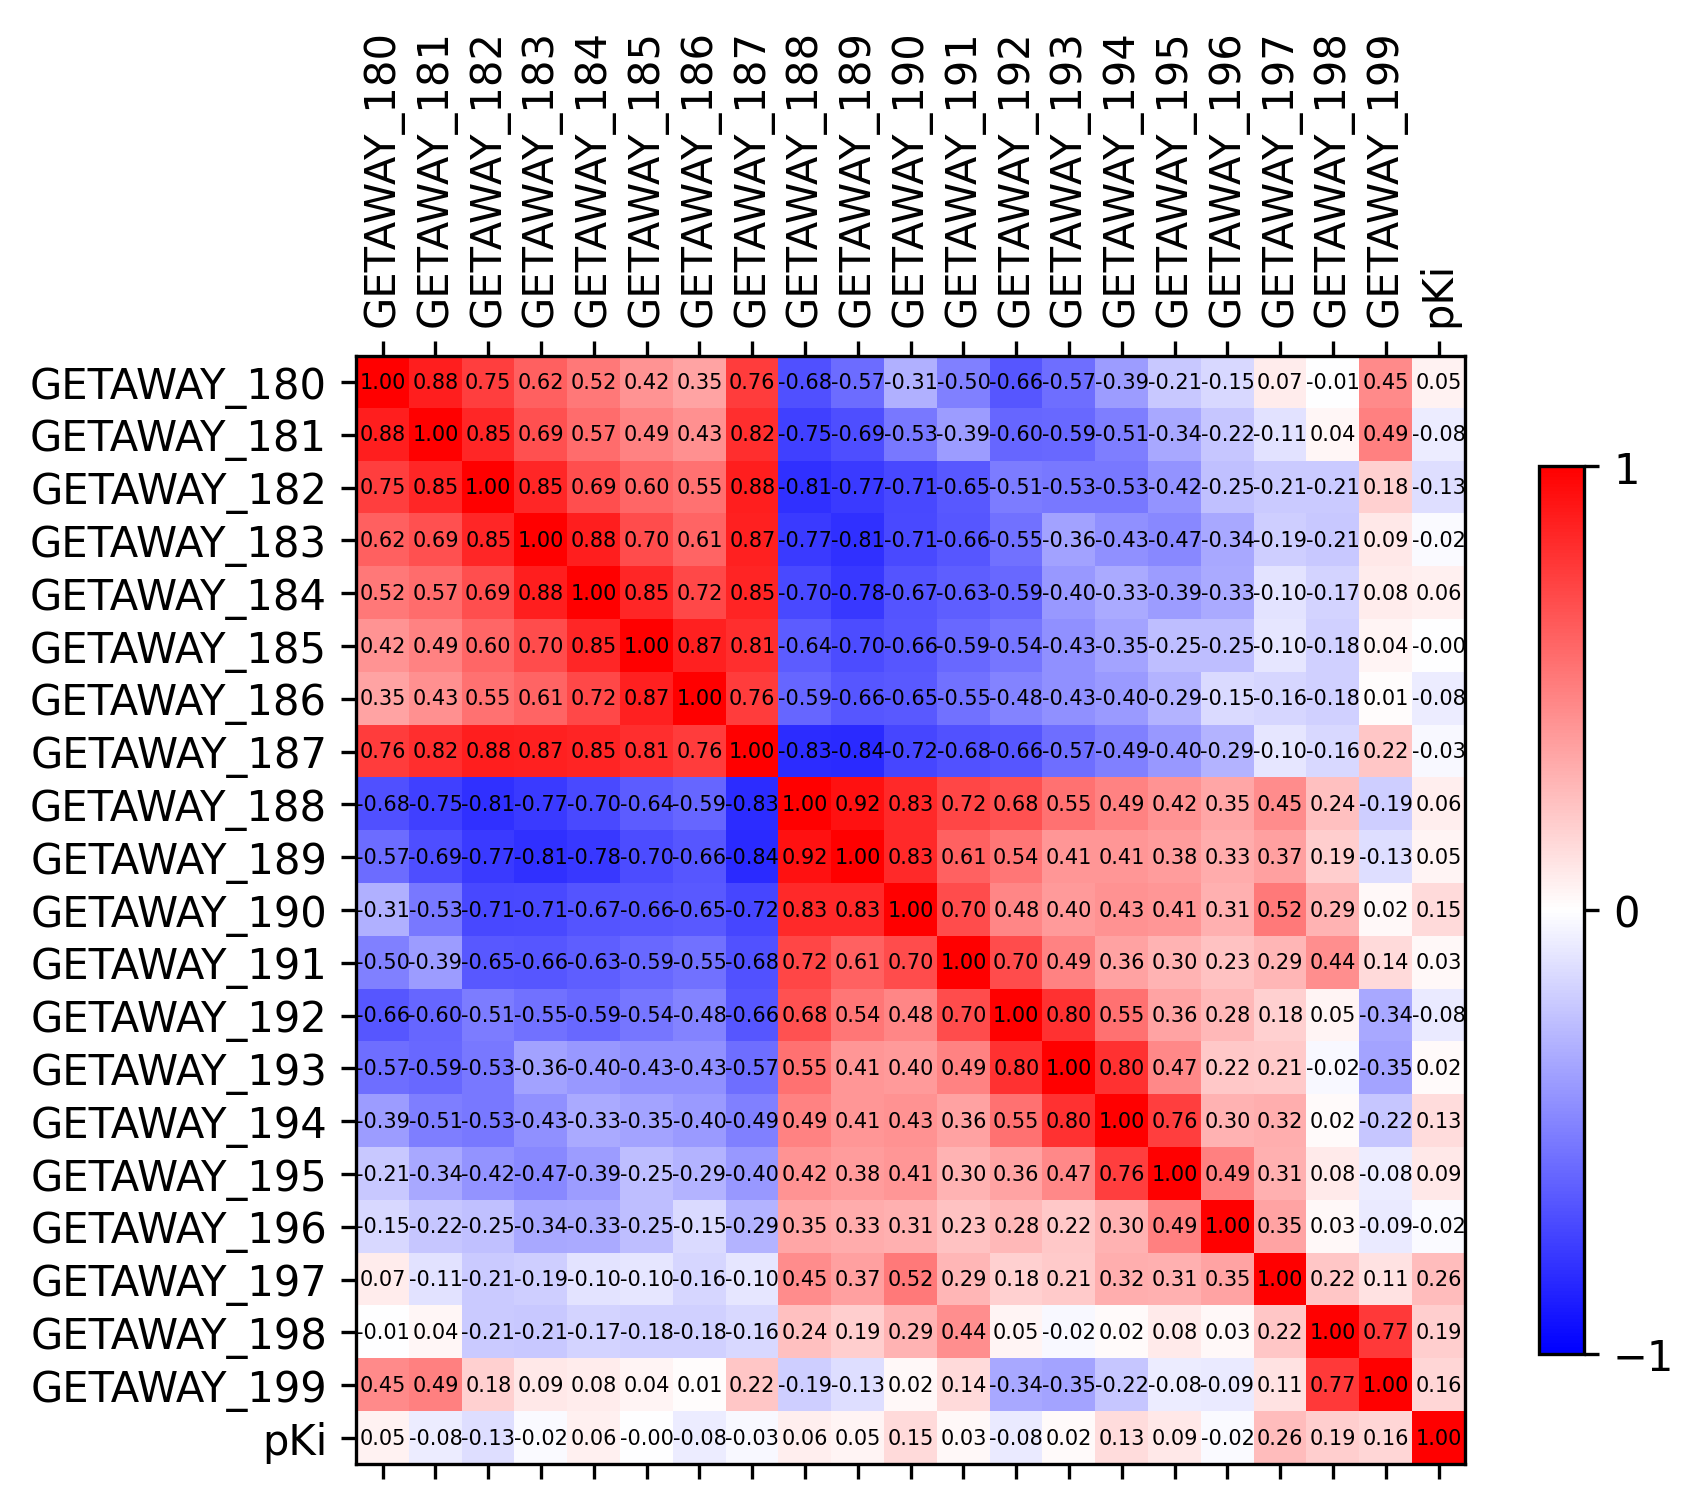 GETAWAY_180 GETAWAY_181 GETAWAY_182 GETAWAY_183 GETAWAY_184 GETAWAY_185 GETAWAY_186 GETAWAY_187 GETAWAY_188 GETAWAY_189 GETAWAY_190 GETAWAY_191 GETAWAY_192 GETAWAY_193 GETAWAY_194 GETAWAY_195 GETAWAY_196 GETAWAY_197 GETAWAY_198 GETAWAY_199 pKi
GETAWAY_180 1.00 0.88 0.75 0.62 0.52 0.42 0.35 0.76 -0.68 -0.57 -0.31 -0.50 -0.66 -0.57 -0.39 -0.21 -0.15 0.07 -0.01 0.45 0.05
GETAWAY_181 0.88 1.00 0.85 0.69 0.57 0.49 0.43 0.82 -0.75 -0.69 -0.53 -0.39 -0.60 -0.59 -0.51 -0.34 -0.22 -0.11 0.04 0.49 -0.08
1
GETAWAY_182 0.75 0.85 1.00 0.85 0.69 0.60 0.55 0.88 -0.81 -0.77 -0.71 -0.65 -0.51 -0.53 -0.53 -0.42 -0.25 -0.21 -0.21 0.18 -0.13
GETAWAY_183 0.62 0.69 0.85 1.00 0.88 0.70 0.61 0.87 -0.77 -0.81 -0.71 -0.66 -0.55 -0.36 -0.43 -0.47 -0.34 -0.19 -0.21 0.09 -0.02
GETAWAY_184 0.52 0.57 0.69 0.88 1.00 0.85 0.72 0.85 -0.70 -0.78 -0.67 -0.63 -0.59 -0.40 -0.33 -0.39 -0.33 -0.10 -0.17 0.08 0.06
GETAWAY_185 0.42 0.49 0.60 0.70 0.85 1.00 0.87 0.81 -0.64 -0.70 -0.66 -0.59 -0.54 -0.43 -0.35 -0.25 -0.25 -0.10 -0.18 0.04 -0.00
GETAWAY_186 0.35 0.43 0.55 0.61 0.72 0.87 1.00 0.76 -0.59 -0.66 -0.65 -0.55 -0.48 -0.43 -0.40 -0.29 -0.15 -0.16 -0.18 0.01 -0.08
GETAWAY_187 0.76 0.82 0.88 0.87 0.85 0.81 0.76 1.00 -0.83 -0.84 -0.72 -0.68 -0.66 -0.57 -0.49 -0.40 -0.29 -0.10 -0.16 0.22 -0.03
GETAWAY_188 -0.68 -0.75 -0.81 -0.77 -0.70 -0.64 -0.59 -0.83 1.00 0.92 0.83 0.72 0.68 0.55 0.49 0.42 0.35 0.45 0.24 -0.19 0.06
GETAWAY_189 -0.57 -0.69 -0.77 -0.81 -0.78 -0.70 -0.66 -0.84 0.92 1.00 0.83 0.61 0.54 0.41 0.41 0.38 0.33 0.37 0.19 -0.13 0.05
GETAWAY_190 -0.31 -0.53 -0.71 -0.71 -0.67 -0.66 -0.65 -0.72 0.83 0.83 1.00 0.70 0.48 0.40 0.43 0.41 0.31 0.52 0.29 0.02 0.15
0
GETAWAY_191 -0.50 -0.39 -0.65 -0.66 -0.63 -0.59 -0.55 -0.68 0.72 0.61 0.70 1.00 0.70 0.49 0.36 0.30 0.23 0.29 0.44 0.14 0.03
GETAWAY_192 -0.66 -0.60 -0.51 -0.55 -0.59 -0.54 -0.48 -0.66 0.68 0.54 0.48 0.70 1.00 0.80 0.55 0.36 0.28 0.18 0.05 -0.34 -0.08
GETAWAY_193 -0.57 -0.59 -0.53 -0.36 -0.40 -0.43 -0.43 -0.57 0.55 0.41 0.40 0.49 0.80 1.00 0.80 0.47 0.22 0.21 -0.02 -0.35 0.02
GETAWAY_194 -0.39 -0.51 -0.53 -0.43 -0.33 -0.35 -0.40 -0.49 0.49 0.41 0.43 0.36 0.55 0.80 1.00 0.76 0.30 0.32 0.02 -0.22 0.13
GETAWAY_195 -0.21 -0.34 -0.42 -0.47 -0.39 -0.25 -0.29 -0.40 0.42 0.38 0.41 0.30 0.36 0.47 0.76 1.00 0.49 0.31 0.08 -0.08 0.09
GETAWAY_196 -0.15 -0.22 -0.25 -0.34 -0.33 -0.25 -0.15 -0.29 0.35 0.33 0.31 0.23 0.28 0.22 0.30 0.49 1.00 0.35 0.03 -0.09 -0.02
GETAWAY_197 0.07 -0.11 -0.21 -0.19 -0.10 -0.10 -0.16 -0.10 0.45 0.37 0.52 0.29 0.18 0.21 0.32 0.31 0.35 1.00 0.22 0.11 0.26
GETAWAY_198 -0.01 0.04 -0.21 -0.21 -0.17 -0.18 -0.18 -0.16 0.24 0.19 0.29 0.44 0.05 -0.02 0.02 0.08 0.03 0.22 1.00 0.77 0.19
−1
GETAWAY_199 0.45 0.49 0.18 0.09 0.08 0.04 0.01 0.22 -0.19 -0.13 0.02 0.14 -0.34 -0.35 -0.22 -0.08 -0.09 0.11 0.77 1.00 0.16
pKi 0.05 -0.08 -0.13 -0.02 0.06 -0.00 -0.08 -0.03 0.06 0.05 0.15 0.03 -0.08 0.02 0.13 0.09 -0.02 0.26 0.19 0.16 1.00